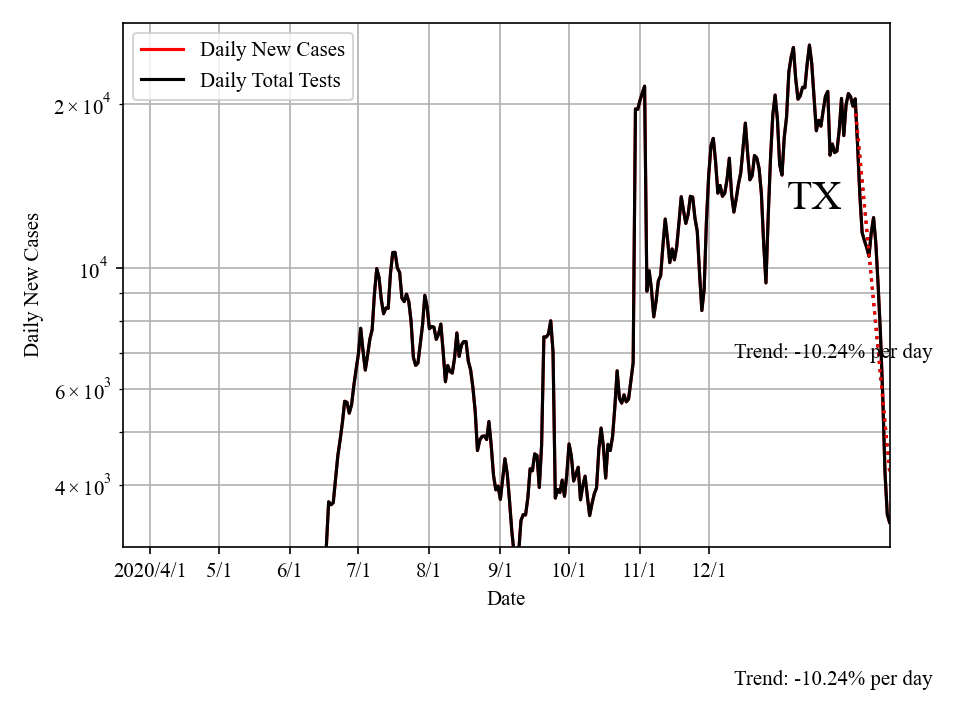 Daily New Cases
Daily Total Tests
2×10⁴
10⁴
6×10³
4×10³
Daily New Cases
TX
Trend: -10.24% per day
2020/4/1 5/1 6/1 7/1 8/1 9/1 10/1 11/1 12/1
Date
Trend: -10.24% per day